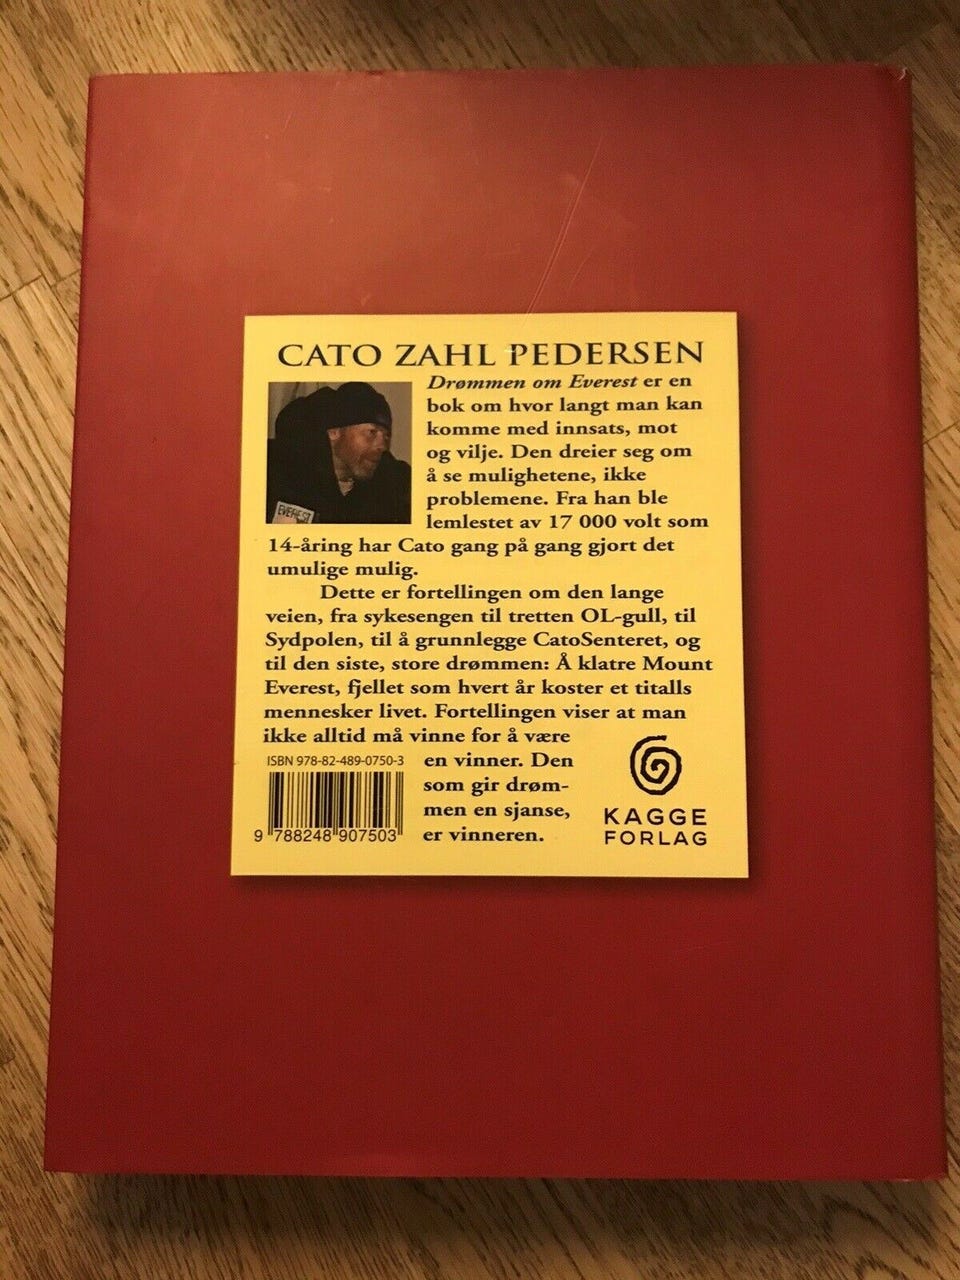 CATO ZAHL PEDERSEN
Drømmen om Everest er en
bok om hvor langt man kan
komme med innsats, mot
og vilje. Den dreier seg om
å se mulighetene, ikke
problemene. Fra han ble
lemlestet av 17 000 volt som
14-åring har Cato gang på gang gjort det
umulige mulig.
Dette er fortellingen om den lange
veien, fra sykesengen til tretten OL-gull, til
Sydpolen, til å grunnlegge CatoSenteret, og
til den siste, store drømmen: Å klatre Mount
Everest, fjellet som hvert år koster et titalls
mennesker livet. Fortellingen viser at man
ikke alltid må vinne for å være
en vinner. Den
som gir drøm-
men en sjanse,
er vinneren.
EVEREST
ISBN 978-82-489-0750-3
9 788248 907503
KAGGE
FORLAG